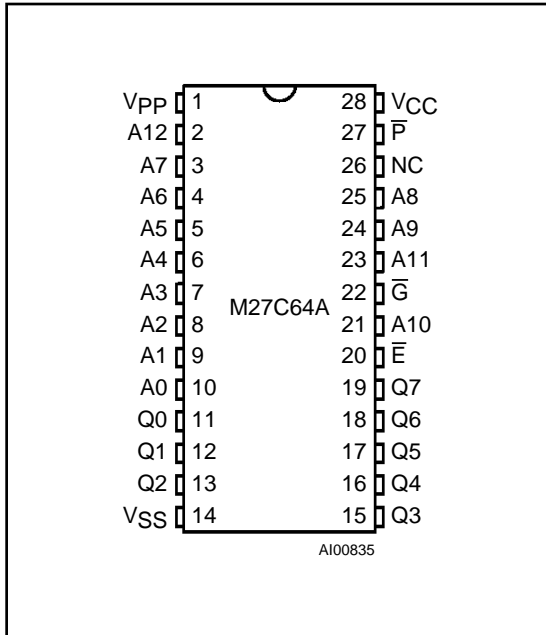 VPP 1 28 VCC
A12 2 27 P̅
A7 3 26 NC
A6 4 25 A8
A5 5 24 A9
A4 6 23 A11
A3 7 22 G̅
M27C64A
A2 8 21 A10
A1 9 20 E̅
A0 10 19 Q7
Q0 11 18 Q6
Q1 12 17 Q5
Q2 13 16 Q4
VSS 14 15 Q3
AI00835